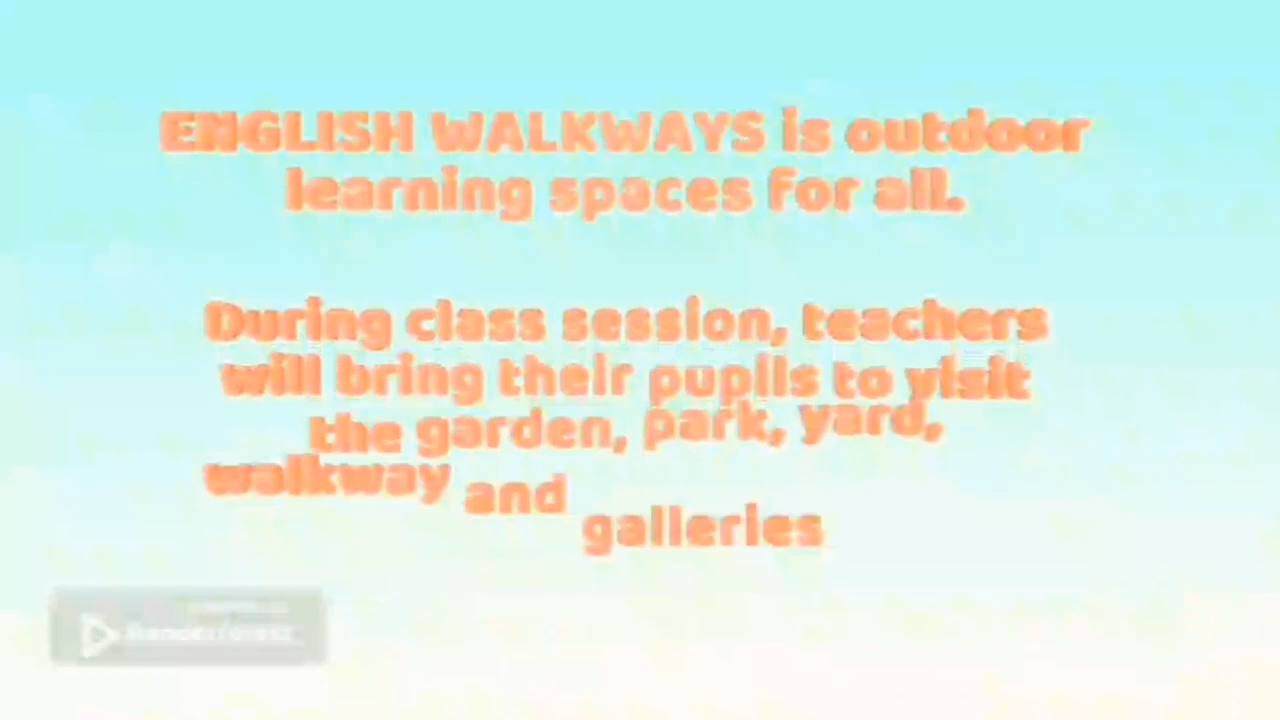 ENGLISH WALKWAYS is outdoor
learning spaces for all.
During class session, teachers
will bring their pupils to visit
the garden, park, yard,
walkway and
galleries
Renderforest